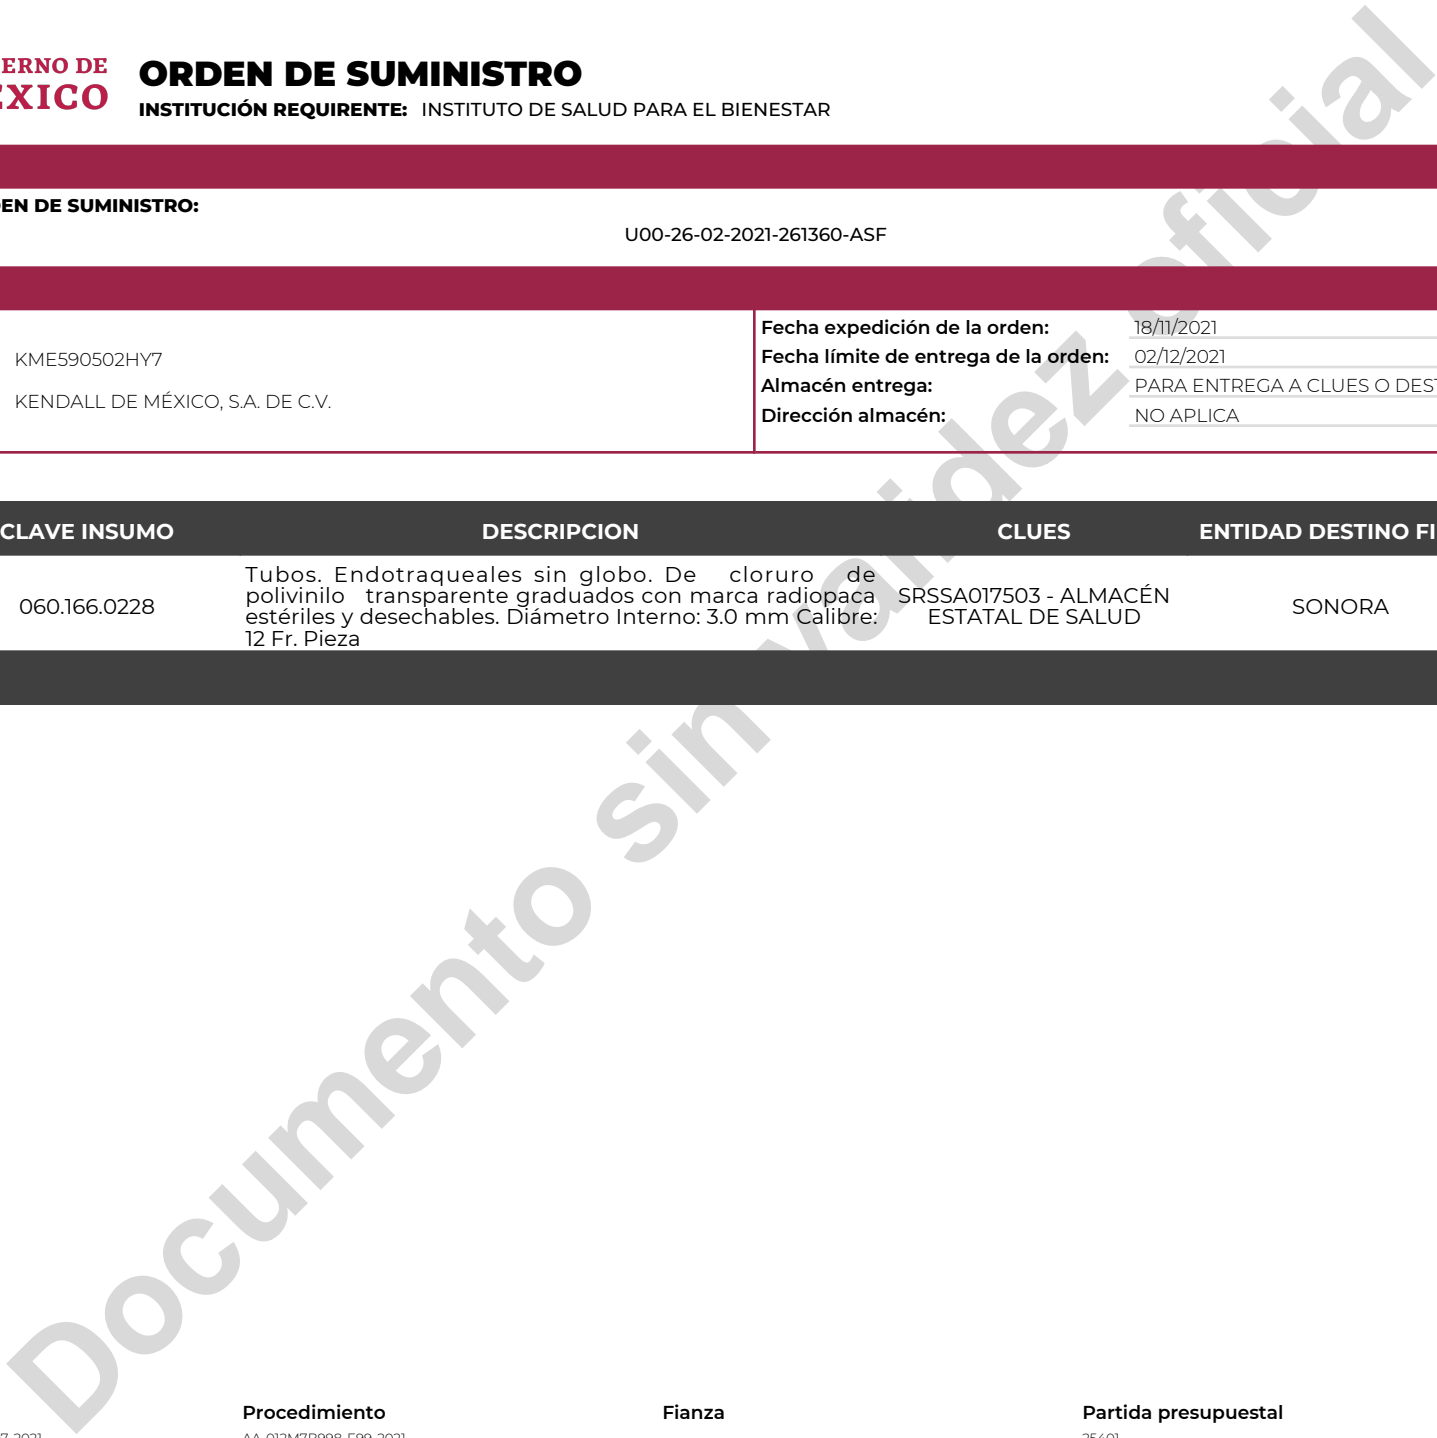 ERNO DE
EXICO
ORDEN DE SUMINISTRO
INSTITUCIÓN REQUIRENTE: INSTITUTO DE SALUD PARA EL BIENESTAR
EN DE SUMINISTRO:
U00-26-02-2021-261360-ASF
KME590502HY7
KENDALL DE MÉXICO, S.A. DE C.V.
Fecha expedición de la orden: 18/11/2021
Fecha límite de entrega de la orden: 02/12/2021
Almacén entrega: PARA ENTREGA A CLUES O DEST
Dirección almacén: NO APLICA
CLAVE INSUMO DESCRIPCION CLUES ENTIDAD DESTINO FI
060.166.0228
Tubos. Endotraqueales sin globo. De cloruro de
polivinilo transparente graduados con marca radiopaca
estériles y desechables. Diámetro Interno: 3.0 mm Calibre:
12 Fr. Pieza
SRSSA017503 - ALMACÉN
ESTATAL DE SALUD
SONORA
Documento sin validez oficial
Procedimiento Fianza Partida presupuestal